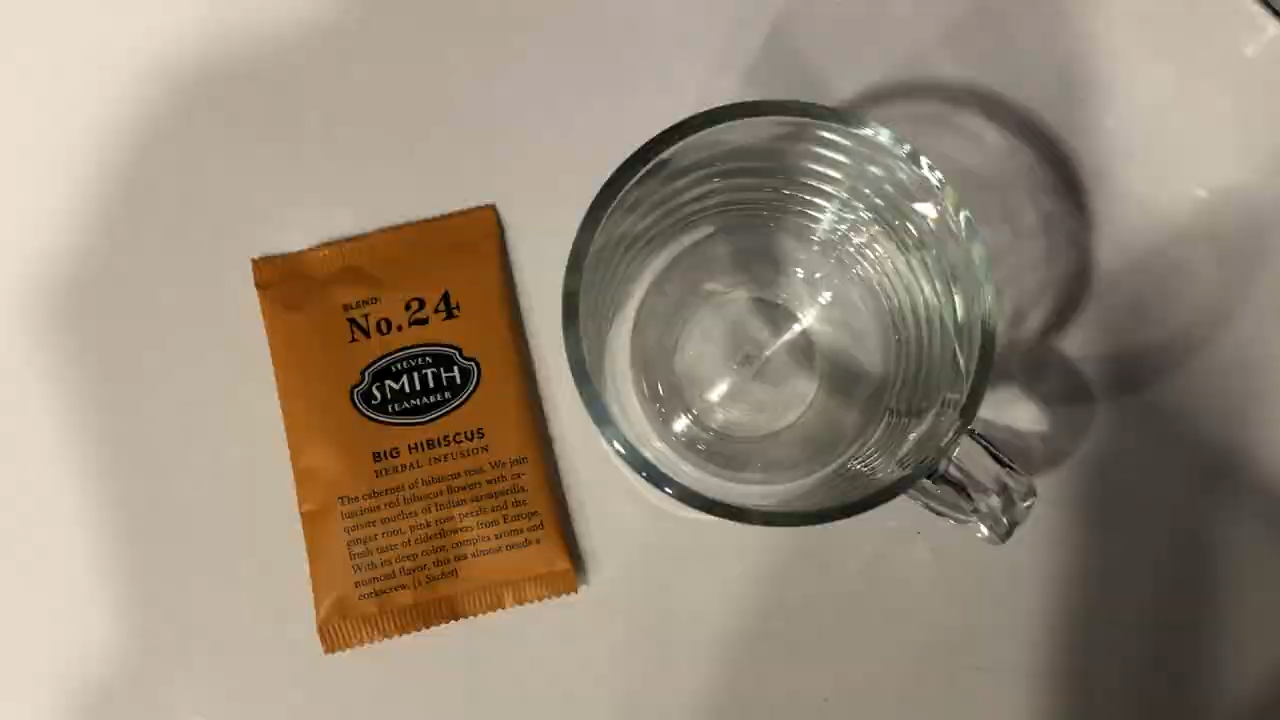 BLEND:
No.24
STEVEN
SMITH
TEAMAKER
BIG HIBISCUS
HERBAL INFUSION
The cabernet of hibiscus teas. We join
luscious red hibiscus flowers with ex-
quisite touches of Indian sarsaparilla,
ginger root, pink rose petals and the
fresh taste of elderflowers from Europe.
With its deep color, complex aroma and
nuanced flavor, this tea almost needs a
corkscrew. (1 Sachet)